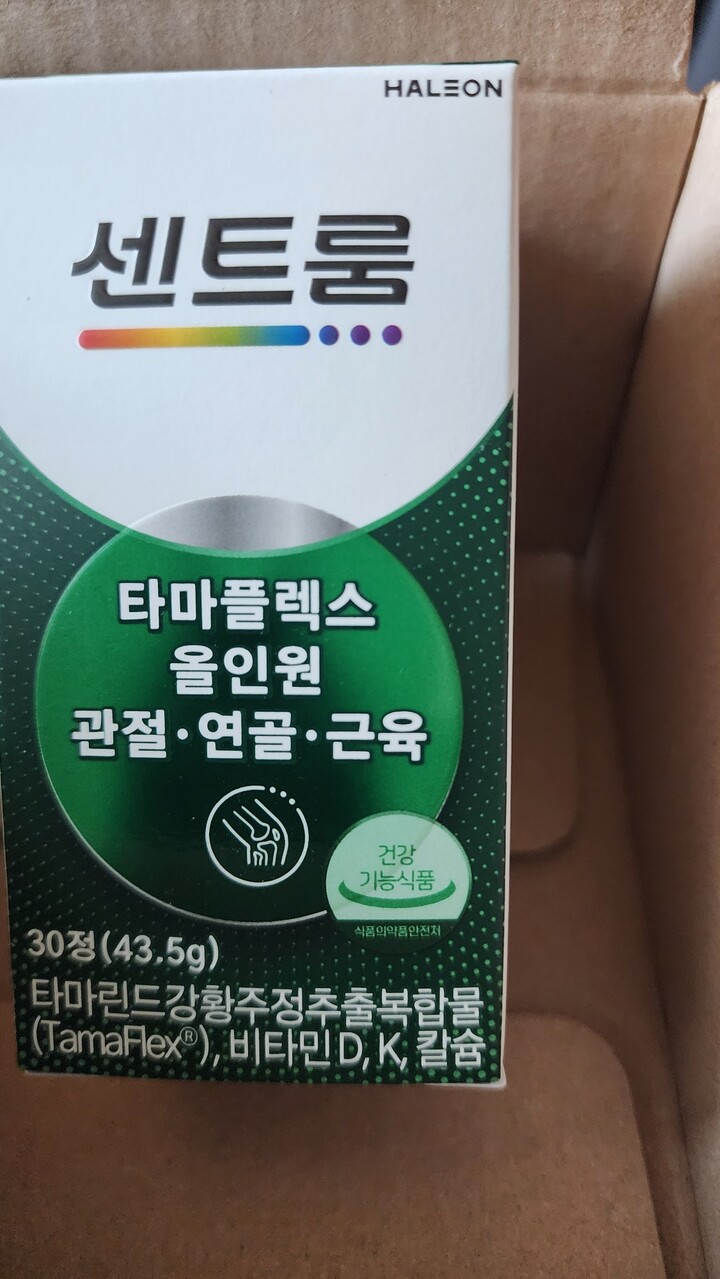 HALEON
센트룸
타마플렉스
올인원
관절·연골·근육
건강
기능식품
식품의약품안전처
30정(43.5g)
타마린드강황주정추출복합물
(TamaFlex®), 비타민 D, K, 칼슘